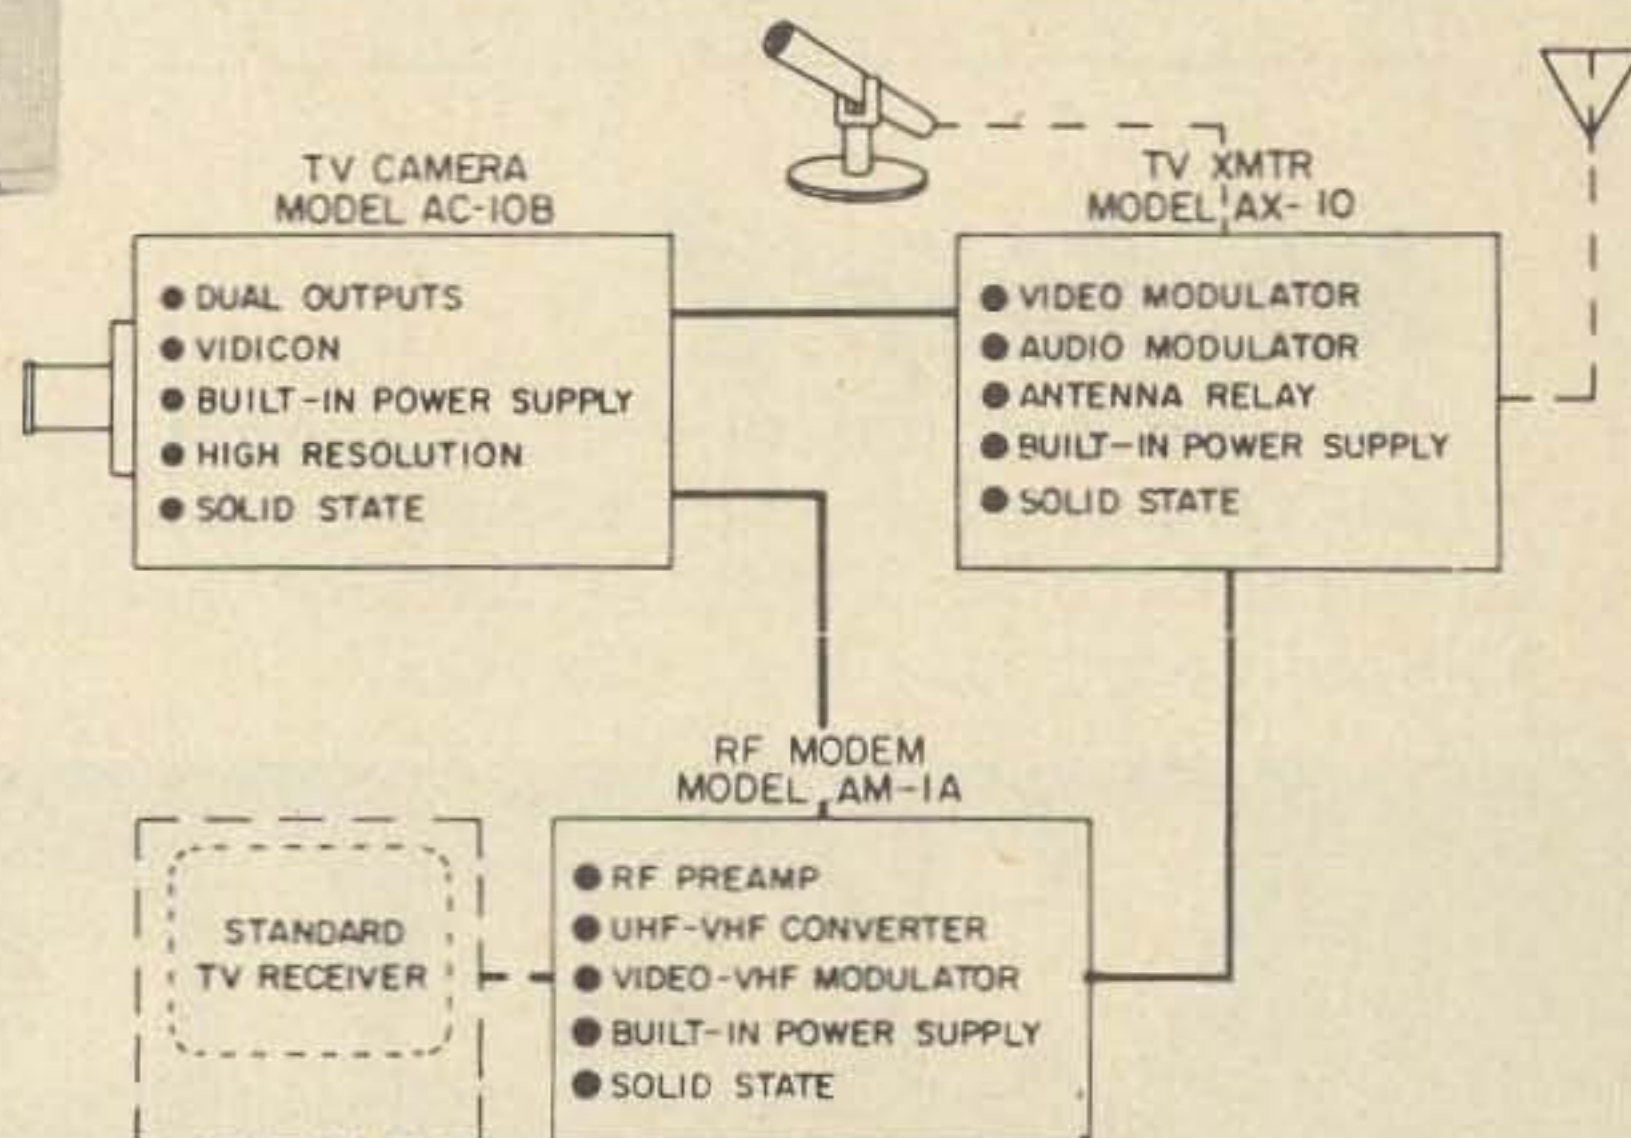 TV CAMERA
MODEL AC-10B
● DUAL OUTPUTS
● VIDICON
● BUILT-IN POWER SUPPLY
● HIGH RESOLUTION
● SOLID STATE
TV XMTR
MODEL AX-10
● VIDEO MODULATOR
● AUDIO MODULATOR
● ANTENNA RELAY
● BUILT-IN POWER SUPPLY
● SOLID STATE
RF MODEM
MODEL AM-1A
● RF PREAMP
● UHF-VHF CONVERTER
● VIDEO-VHF MODULATOR
● BUILT-IN POWER SUPPLY
● SOLID STATE
STANDARD
TV RECEIVER